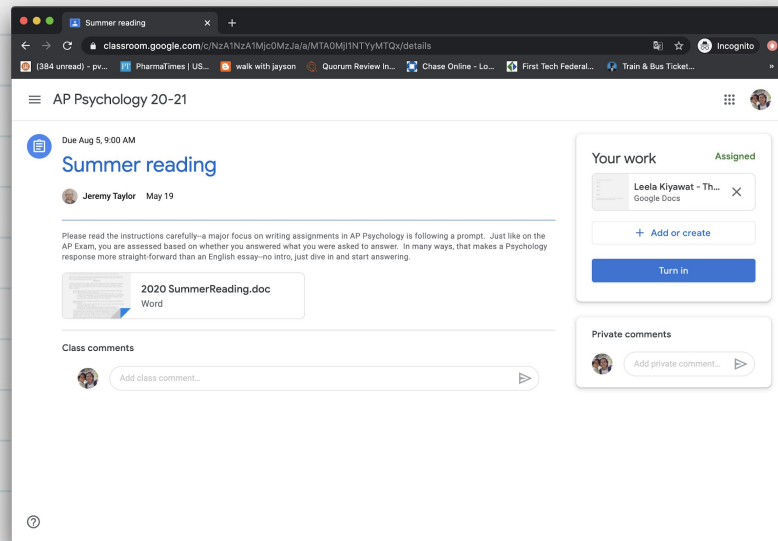 Summer reading
classroom.google.com/c/NzA1NzA1Mjc0MzJa/a/MTA0MjI1NTYyMTQx/details
Incognito
(384 unread) - pv...
PT PharmaTimes | US...
walk with jayson
Quorum Review In...
Chase Online - Lo...
First Tech Federal...
Train & Bus Ticket...
»
AP Psychology 20-21
Due Aug 5, 9:00 AM
Summer reading
Jeremy Taylor May 19
Please read the instructions carefully--a major focus on writing assignments in AP Psychology is following a prompt. Just like on the
AP Exam, you are assessed based on whether you answered what you were asked to answer. In many ways, that makes a Psychology
response more straight-forward than an English essay--no intro, just dive in and start answering.
2020 SummerReading.doc
Word
Class comments
Add class comment...
Your work Assigned
Leela Kiyawat - Th...
Google Docs
+ Add or create
Turn in
Private comments
Add private comment...